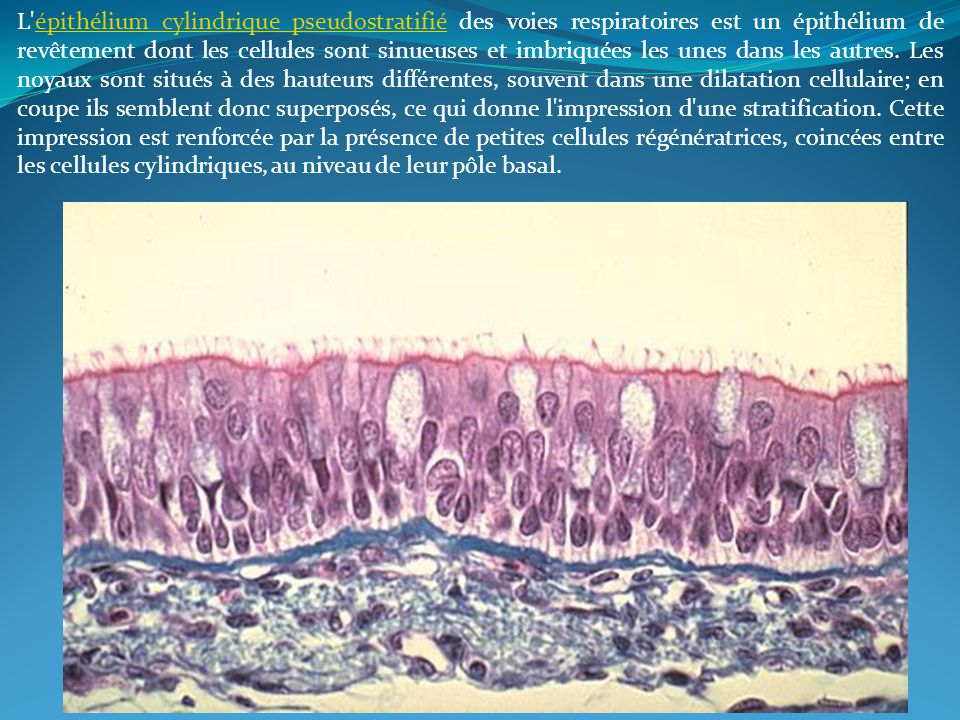 L'épithélium cylindrique pseudostratifié des voies respiratoires est un épithélium de
revêtement dont les cellules sont sinueuses et imbriquées les unes dans les autres. Les
noyaux sont situés à des hauteurs différentes, souvent dans une dilatation cellulaire; en
coupe ils semblent donc superposés, ce qui donne l'impression d'une stratification. Cette
impression est renforcée par la présence de petites cellules régénératrices, coincées entre
les cellules cylindriques, au niveau de leur pôle basal.